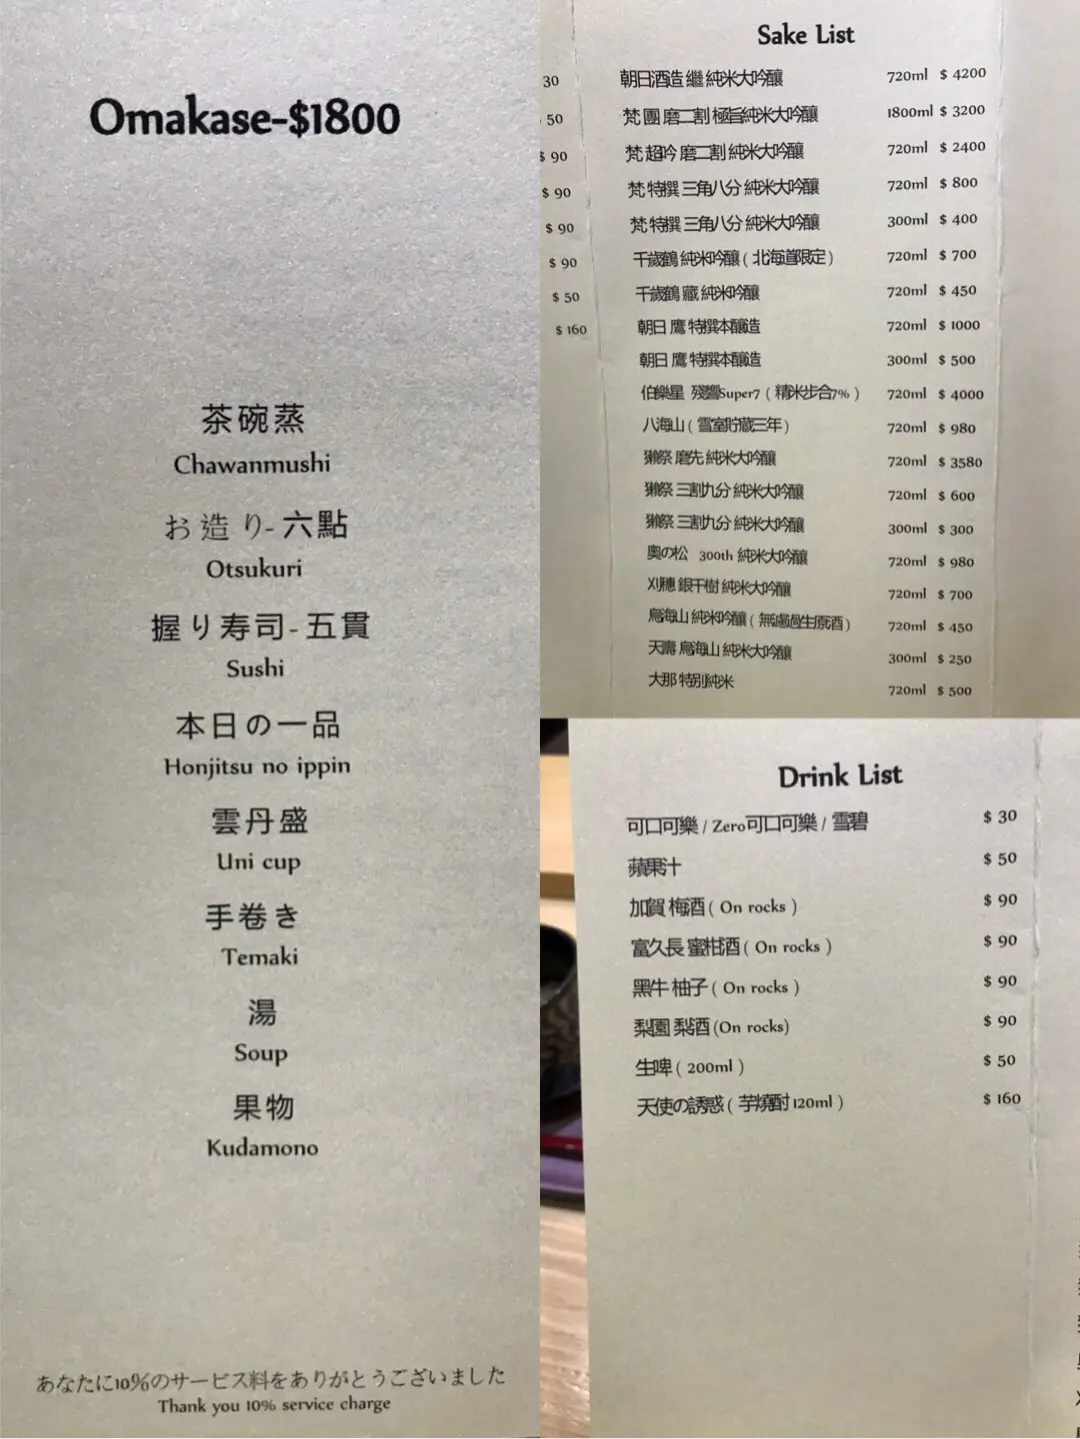 Omakase-$1800
茶碗蒸
Chawanmushi
お造り-六點
Otsukuri
握り寿司-五貫
Sushi
本日の一品
Honjitsu no ippin
雲丹盛
Uni cup
手卷き
Temaki
湯
Soup
果物
Kudamono
あなたに10%のサービス料をありがとうございました
Thank you 10% service charge
30
50
$ 90
$ 90
$ 90
$ 90
$ 50
$ 160
Sake List
朝日酒造 繼 純米大吟釀 720ml $ 4200
梵 團 磨二割 極旨純米大吟釀 1800ml $ 3200
梵 超吟 磨二割 純米大吟釀 720ml $ 2400
梵 特撰 三角八分 純米大吟釀 720ml $ 800
梵 特撰 三角八分 純米大吟釀 300ml $ 400
千歲鶴 純米吟釀 ( 北海道限定 ) 720ml $ 700
千歲鶴 藏 純米吟釀 720ml $ 450
朝日 鷹 特撰本釀造 720ml $ 1000
朝日 鷹 特撰本釀造 300ml $ 500
伯樂星 殘響Super7 ( 精米步合7% ) 720ml $ 4000
八海山 ( 雪室貯蔵三年 ) 720ml $ 980
獺祭 磨先 純米大吟釀 720ml $ 3580
獺祭 三割九分 純米大吟釀 720ml $ 600
獺祭 三割九分 純米大吟釀 300ml $ 300
奧の松 300th 純米大吟釀 720ml $ 980
刈穗 銀干樹 純米大吟釀 720ml $ 700
鳥海山 純米吟釀 ( 無慮過生原酒 ) 720ml $ 450
天壽 鳥海山 純米大吟釀 300ml $ 250
大那 特別純米 720ml $ 500
Drink List
可口可樂 / Zero可口可樂 / 雪碧 $ 30
蘋果汁 $ 50
加賀 梅酒 ( On rocks ) $ 90
富久長 蜜柑酒 ( On rocks ) $ 90
黑牛 柚子 ( On rocks ) $ 90
梨園 梨酒 (On rocks) $ 90
生啤 ( 200ml ) $ 50
天使の誘惑 ( 芋燒酎 120ml ) $ 160